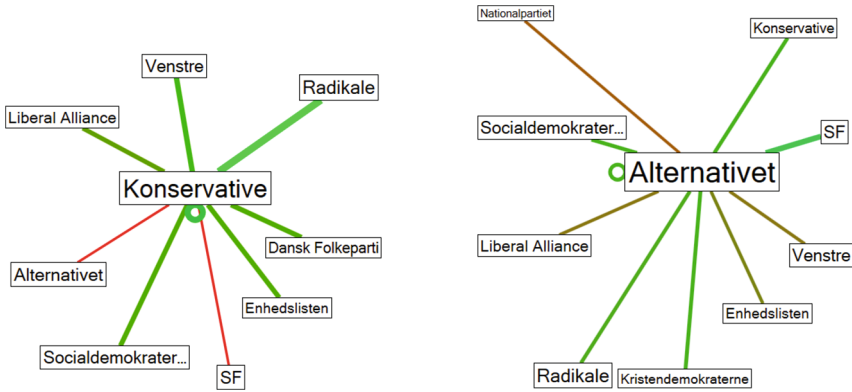 Venstre
Radikale
Liberal Alliance
Konservative
Dansk Folkeparti
Alternativet
Enhedslisten
Socialdemokrater...
SF
Nationalpartiet
Konservative
Socialdemokrater...
SF
Alternativet
Liberal Alliance
Venstre
Enhedslisten
Radikale
Kristendemokraterne